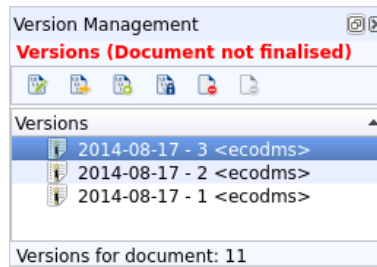 Version Management
Versions (Document not finalised)
Versions
2014-08-17 - 3 <ecodms>
2014-08-17 - 2 <ecodms>
2014-08-17 - 1 <ecodms>
Versions for document: 11